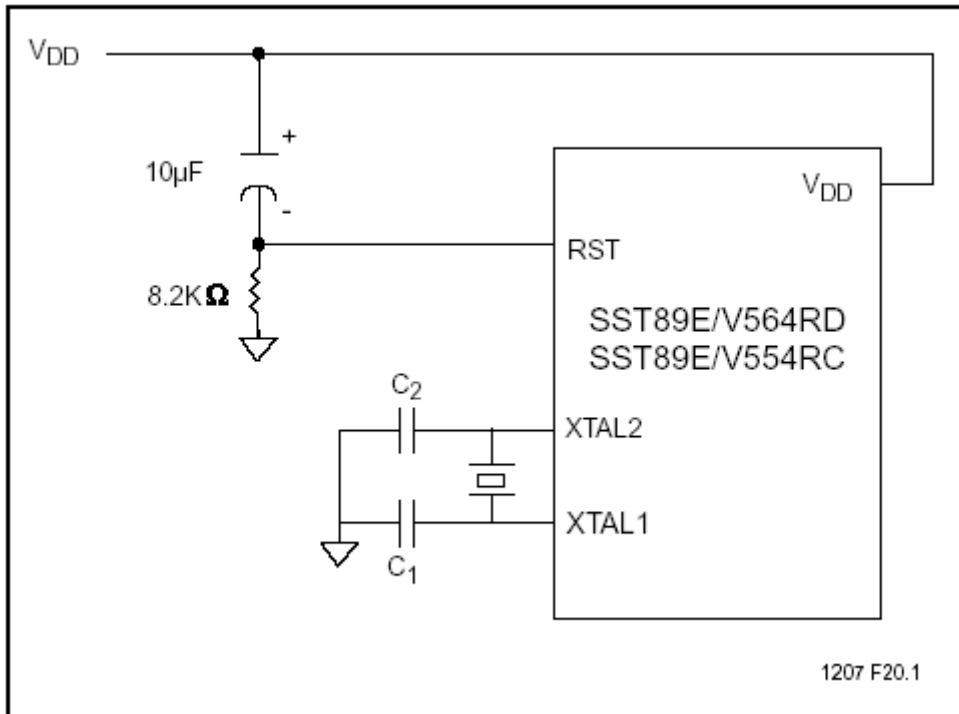 VDD
+
10µF
-
8.2KΩ
VDD
RST
SST89E/V564RD
SST89E/V554RC
C2
XTAL2
XTAL1
C1
1207 F20.1